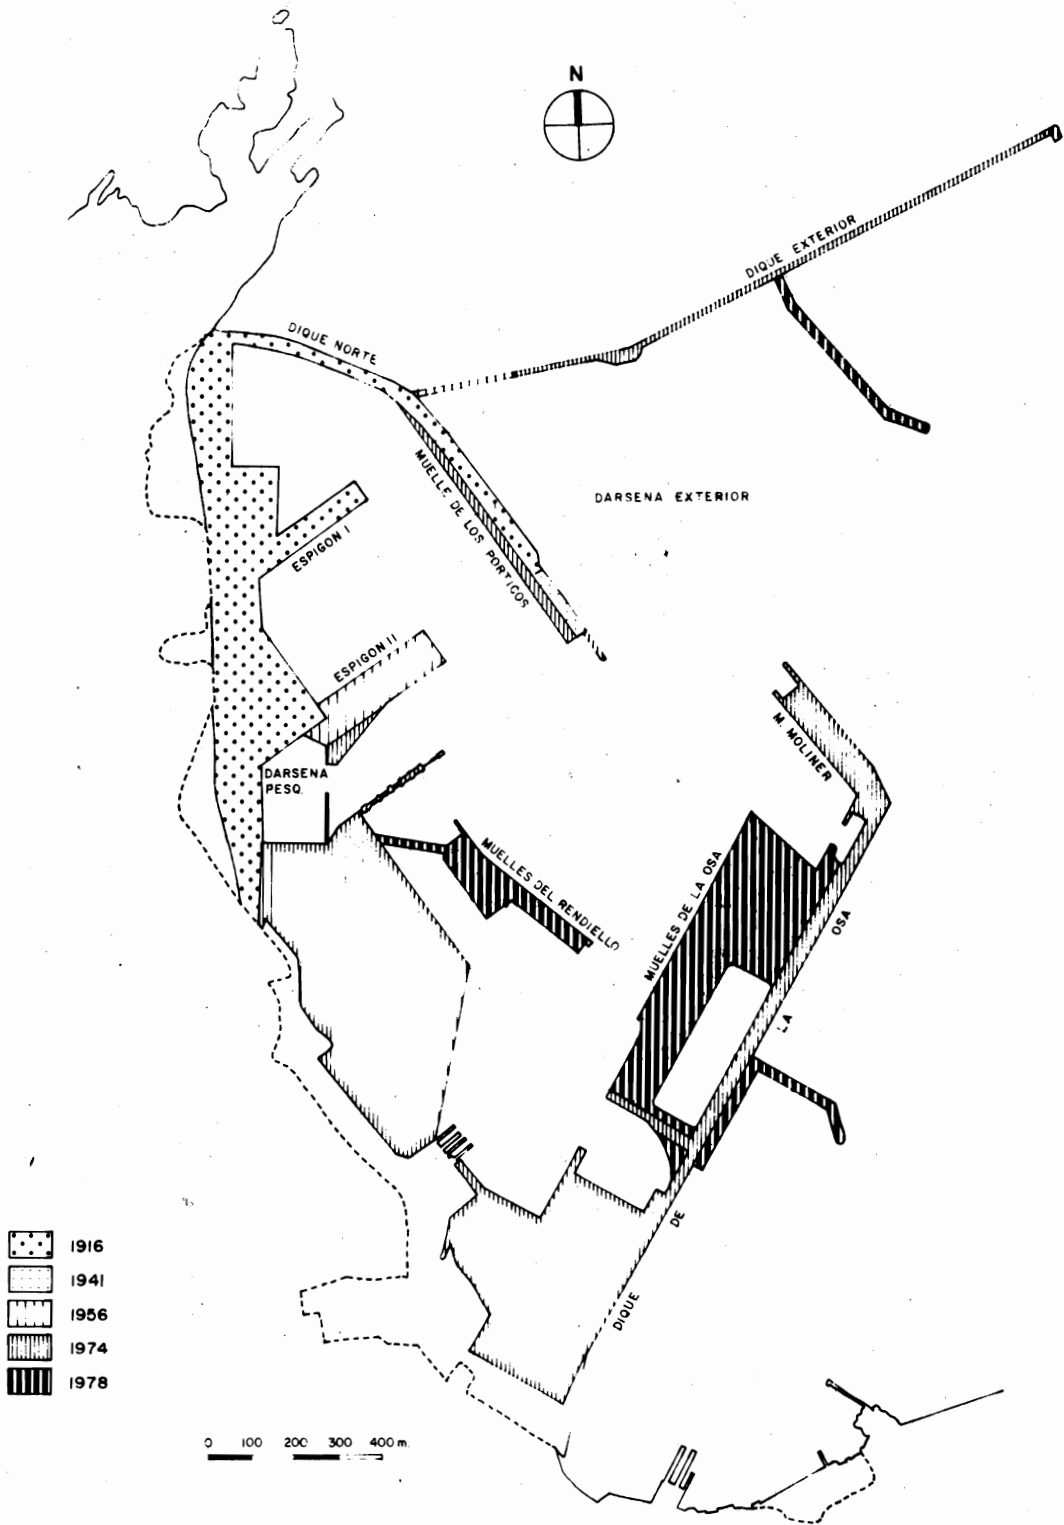 N
DIQUE EXTERIOR
DIQUE NORTE
MUELLE DE LOS PORTICOS
DARSENA EXTERIOR
ESPIGON I
ESPIGON II
M. MOLINER
DARSENA
PESQ.
MUELLES DEL RENDIELLO
MUELLES DE LA OSA
DIQUE DE LA OSA
1916
1941
1956
1974
1978
0 100 200 300 400 m.